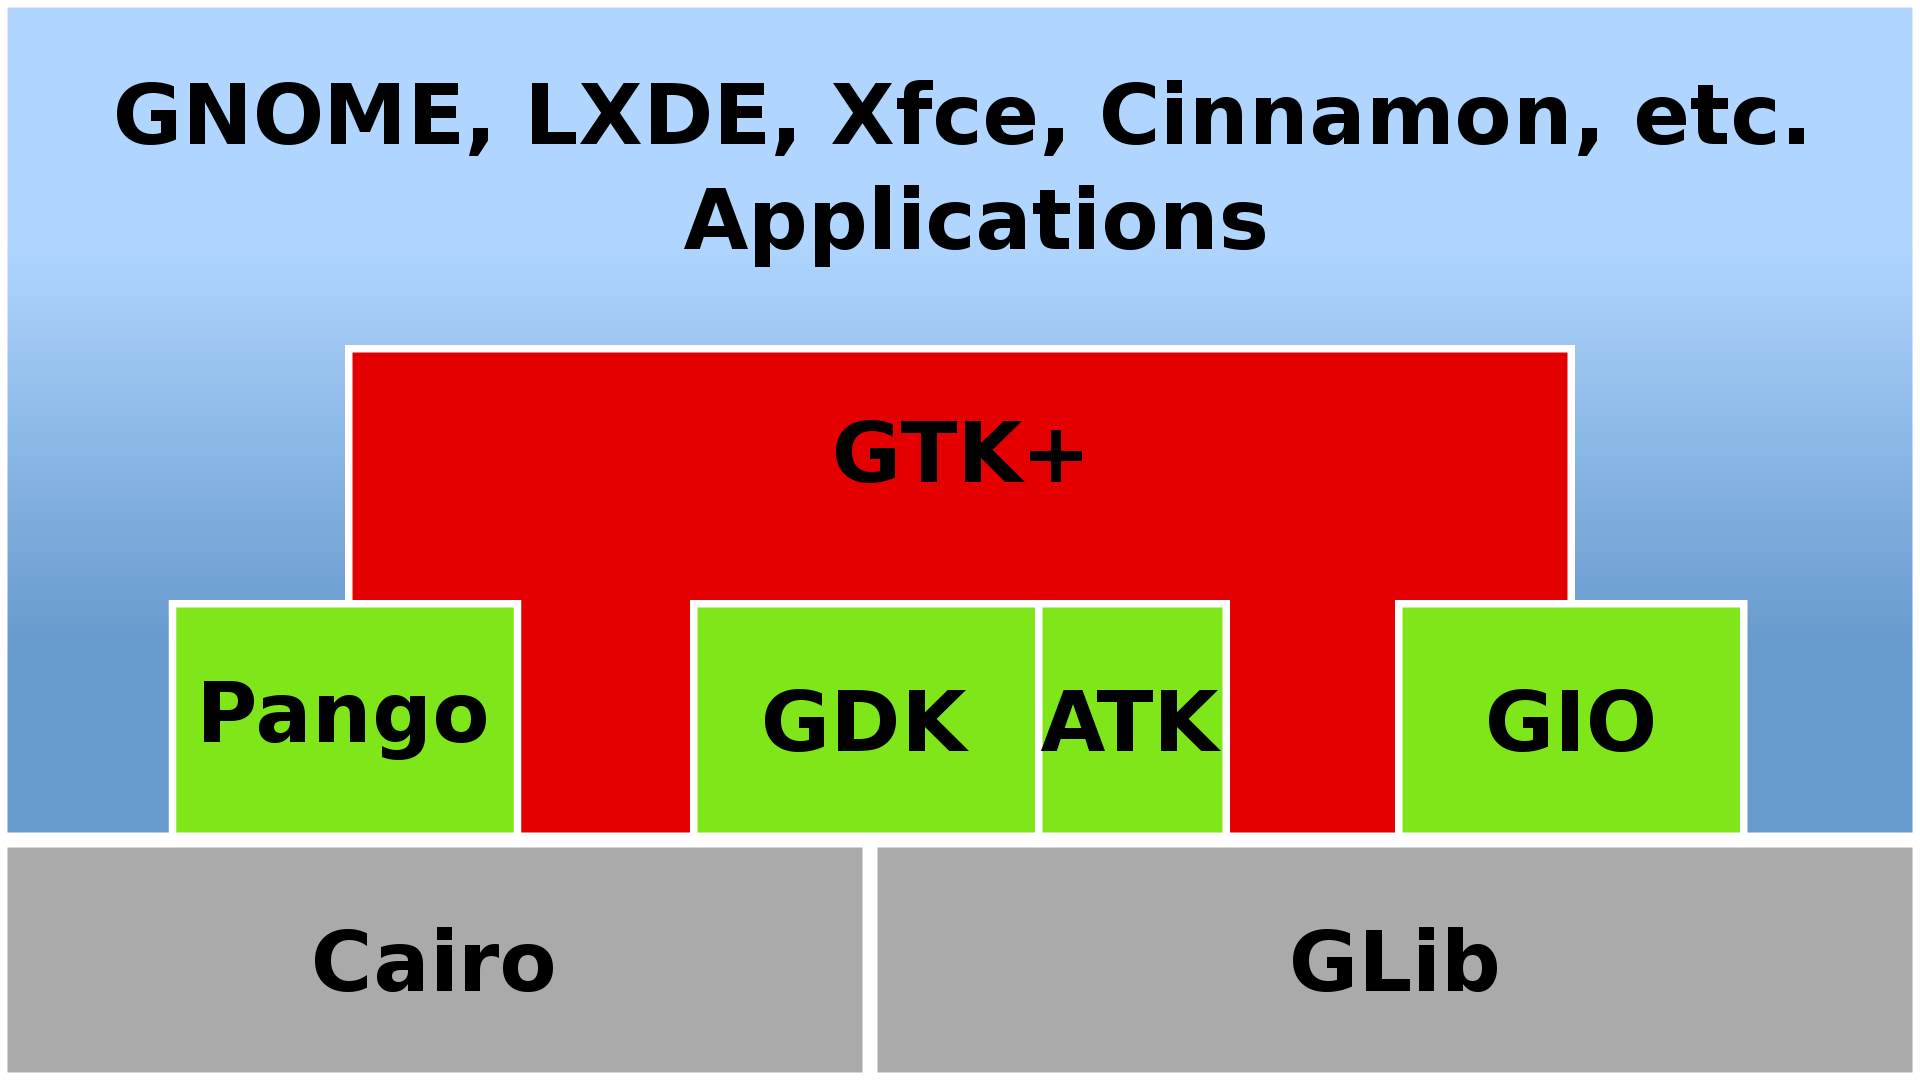 GNOME, LXDE, Xfce, Cinnamon, etc.
Applications
GTK+
Pango
GDK
ATK
GIO
Cairo
GLib